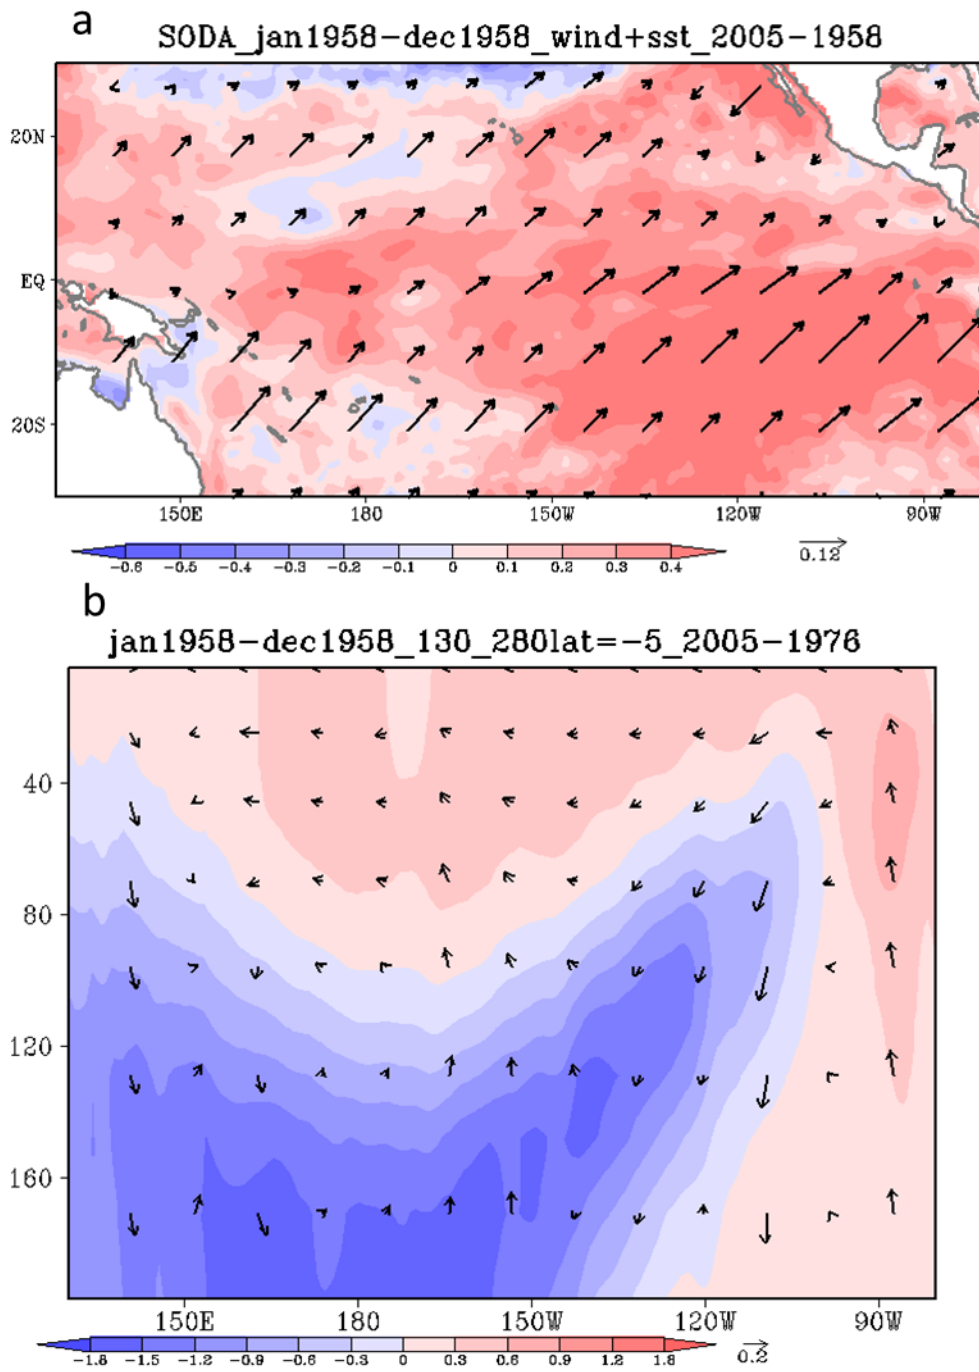 a
SODA_jan1958-dec1958_wind+sst_2005-1958
20N
EQ
20S
150E 180 150W 120W 90W
-0.6 -0.5 -0.4 -0.3 -0.2 -0.1 0 0.1 0.2 0.3 0.4
0.12
b
jan1958-dec1958_130_280lat=-5_2005-1976
40
80
120
160
150E 180 150W 120W 90W
-1.8 -1.5 -1.2 -0.9 -0.6 -0.3 0 0.3 0.6 0.9 1.2 1.8
0.2